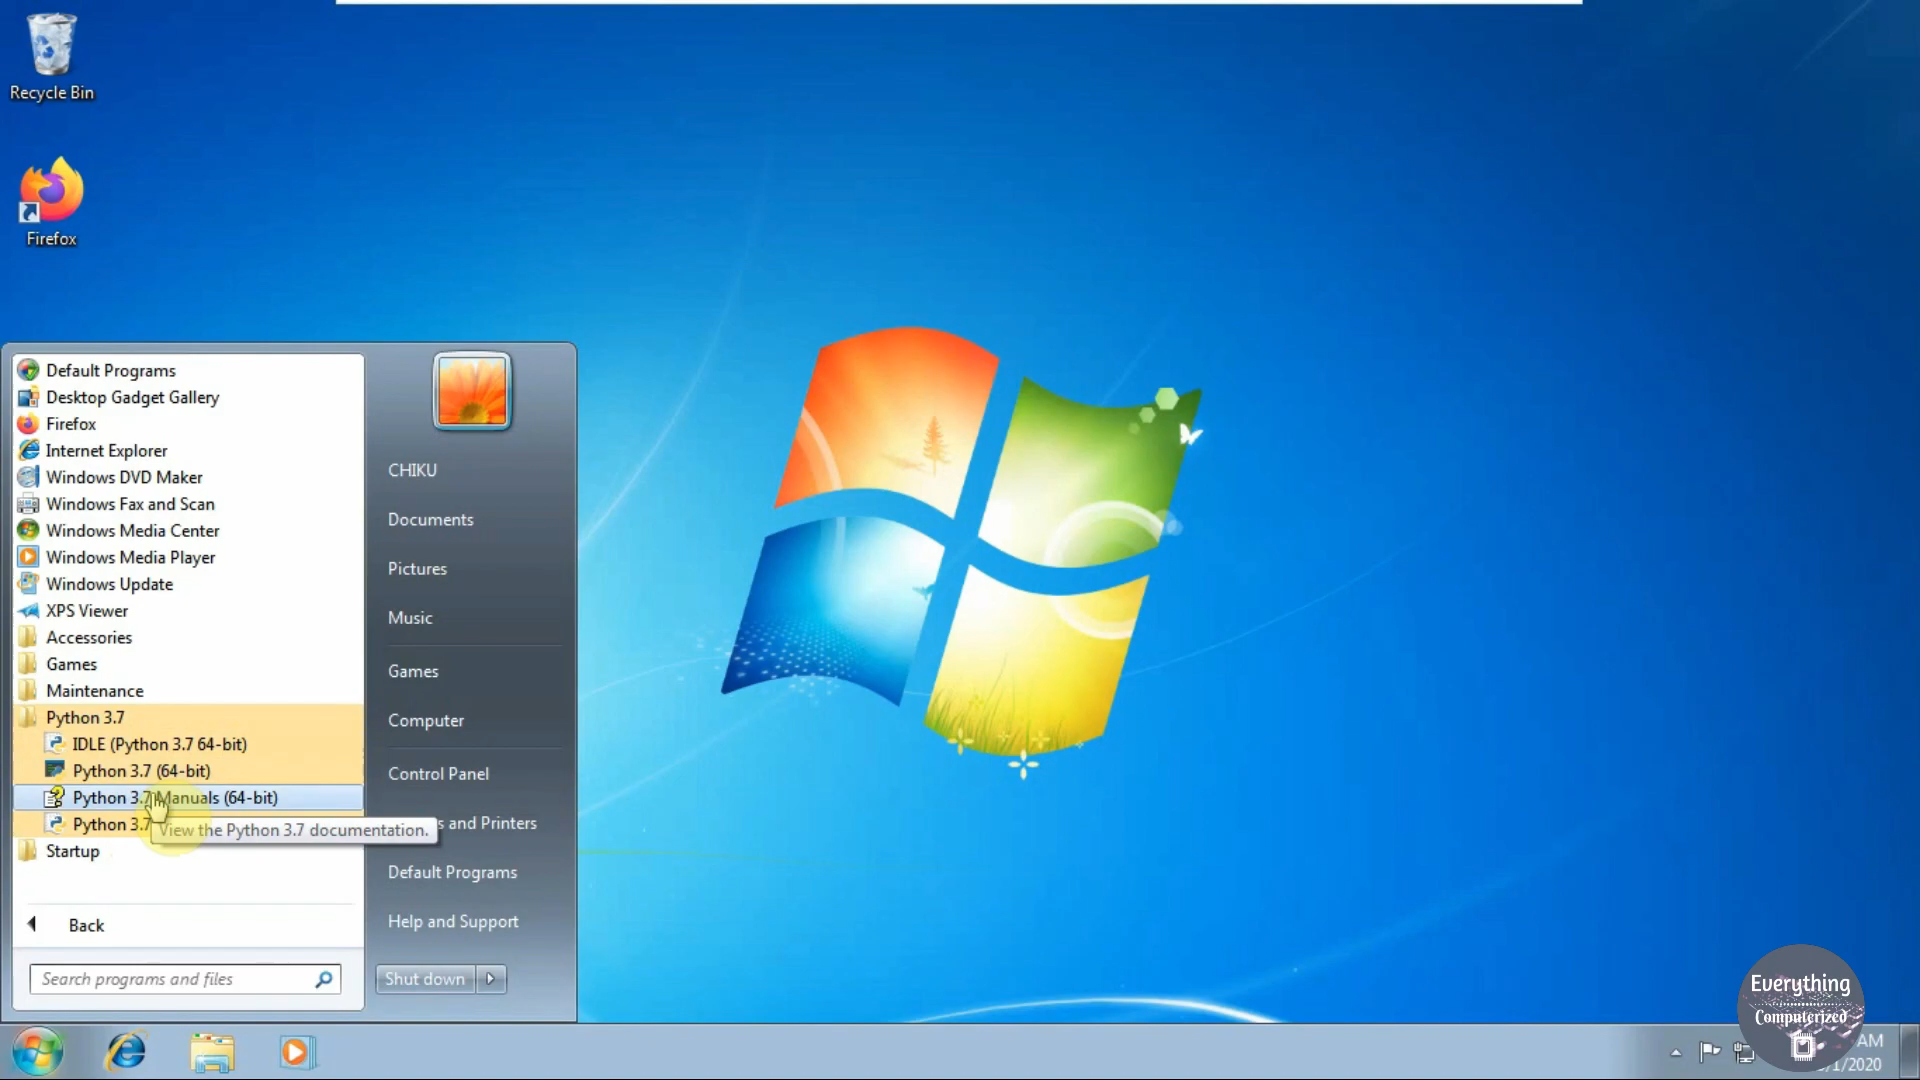 Recycle Bin
Firefox
Default Programs
Desktop Gadget Gallery
Firefox
Internet Explorer
Windows DVD Maker
Windows Fax and Scan
Windows Media Center
Windows Media Player
Windows Update
XPS Viewer
Accessories
Games
Maintenance
Python 3.7
IDLE (Python 3.7 64-bit)
Python 3.7 (64-bit)
Python 3.7 Manuals (64-bit)
Python 3.7
View the Python 3.7 documentation.
Startup
Back
Search programs and files
CHIKU
Documents
Pictures
Music
Games
Computer
Control Panel
and Printers
Default Programs
Help and Support
Shut down
Everything
Computerized
AM
/1/2020